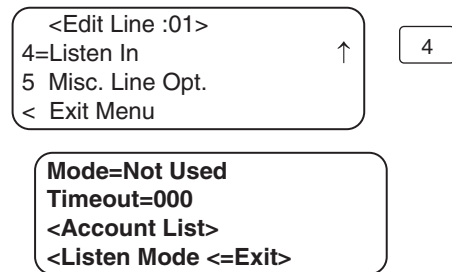 <Edit Line :01>
4=Listen In ↑
5 Misc. Line Opt.
< Exit Menu
4
Mode=Not Used
Timeout=000
<Account List>
<Listen Mode <=Exit>